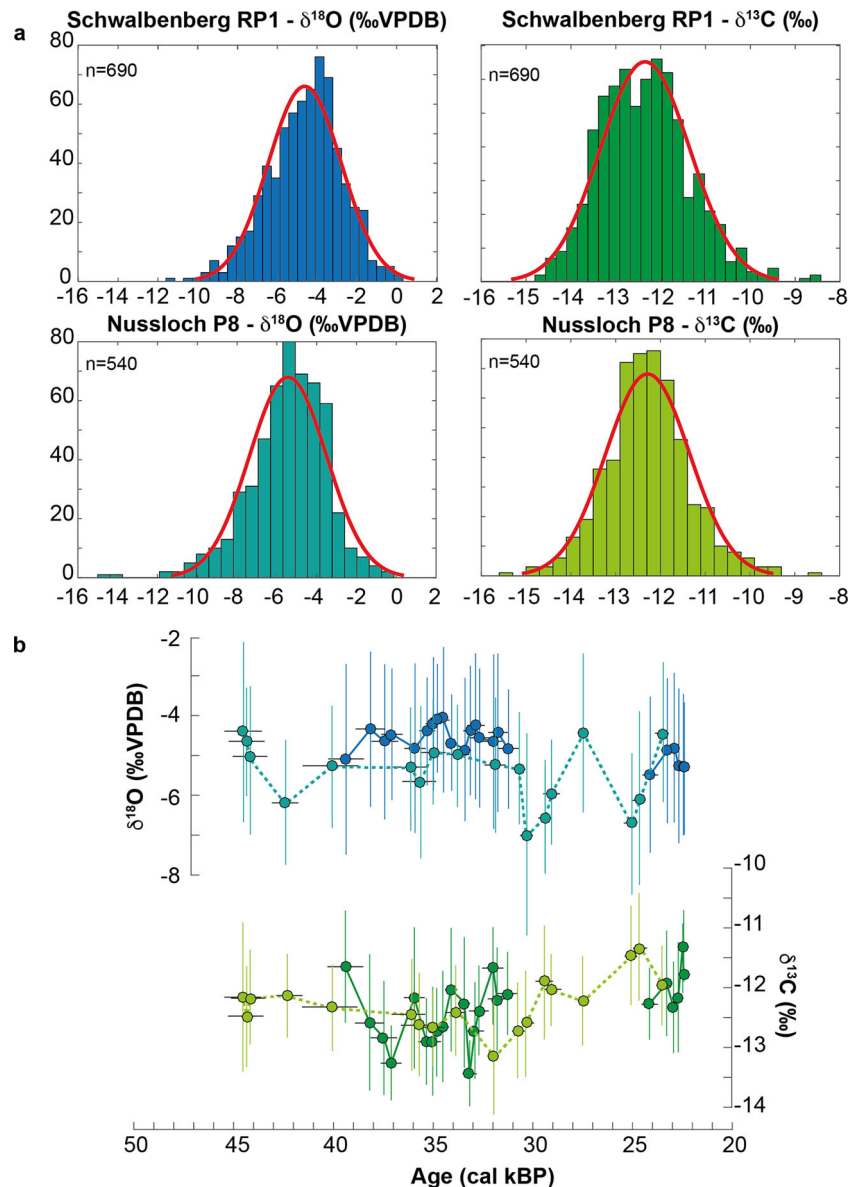 a
Schwalbenberg RP1 - δ¹⁸O (‰VPDB)
Schwalbenberg RP1 - δ¹³C (‰)
80
n=690
60
40
20
0
-16 -14 -12 -10 -8 -6 -4 -2 0 2
n=690
-16 -15 -14 -13 -12 -11 -10 -9 -8
Nussloch P8 - δ¹⁸O (‰VPDB)
Nussloch P8 - δ¹³C (‰)
80
n=540
60
40
20
0
-16 -14 -12 -10 -8 -6 -4 -2 0 2
n=540
-16 -15 -14 -13 -12 -11 -10 -9 -8
b
-2
-4
-6
-8
δ¹⁸O (‰VPDB)
-10
-11
-12
-13
-14
δ¹³C (‰)
50 45 40 35 30 25 20
Age (cal kBP)